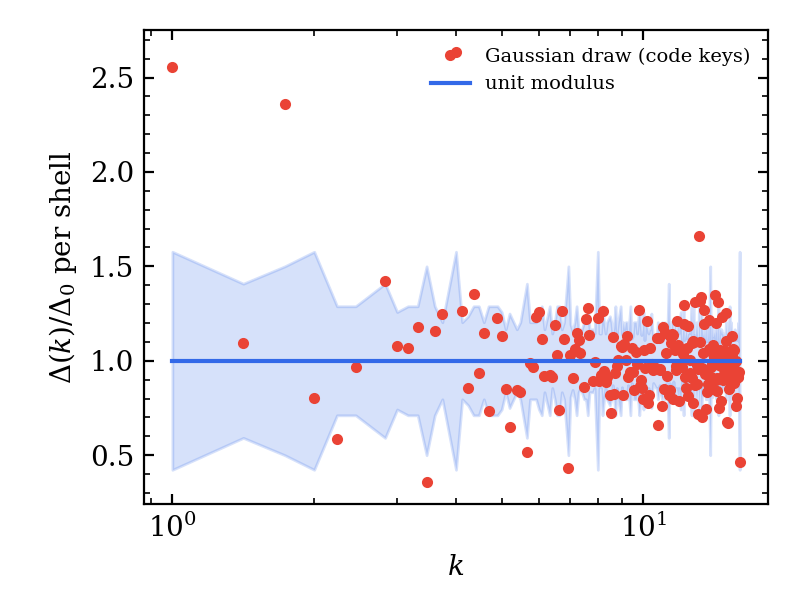 Gaussian draw (code keys)
unit modulus
2.5
2.0
1.5
1.0
0.5
Δ(k)/Δ₀ per shell
10⁰
10¹
k